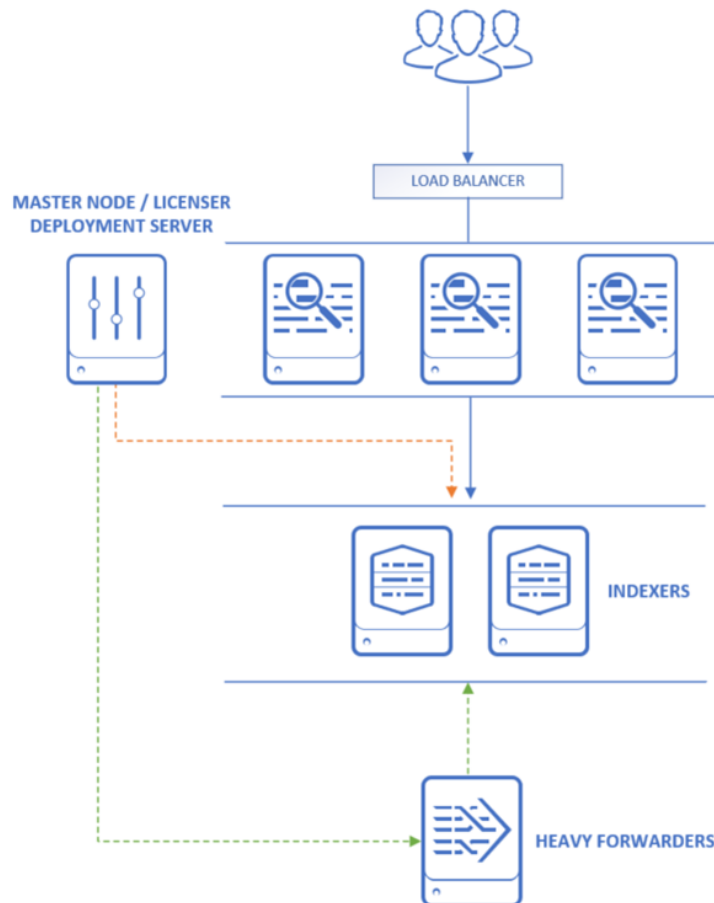 LOAD BALANCER
MASTER NODE / LICENSER
DEPLOYMENT SERVER
INDEXERS
HEAVY FORWARDERS